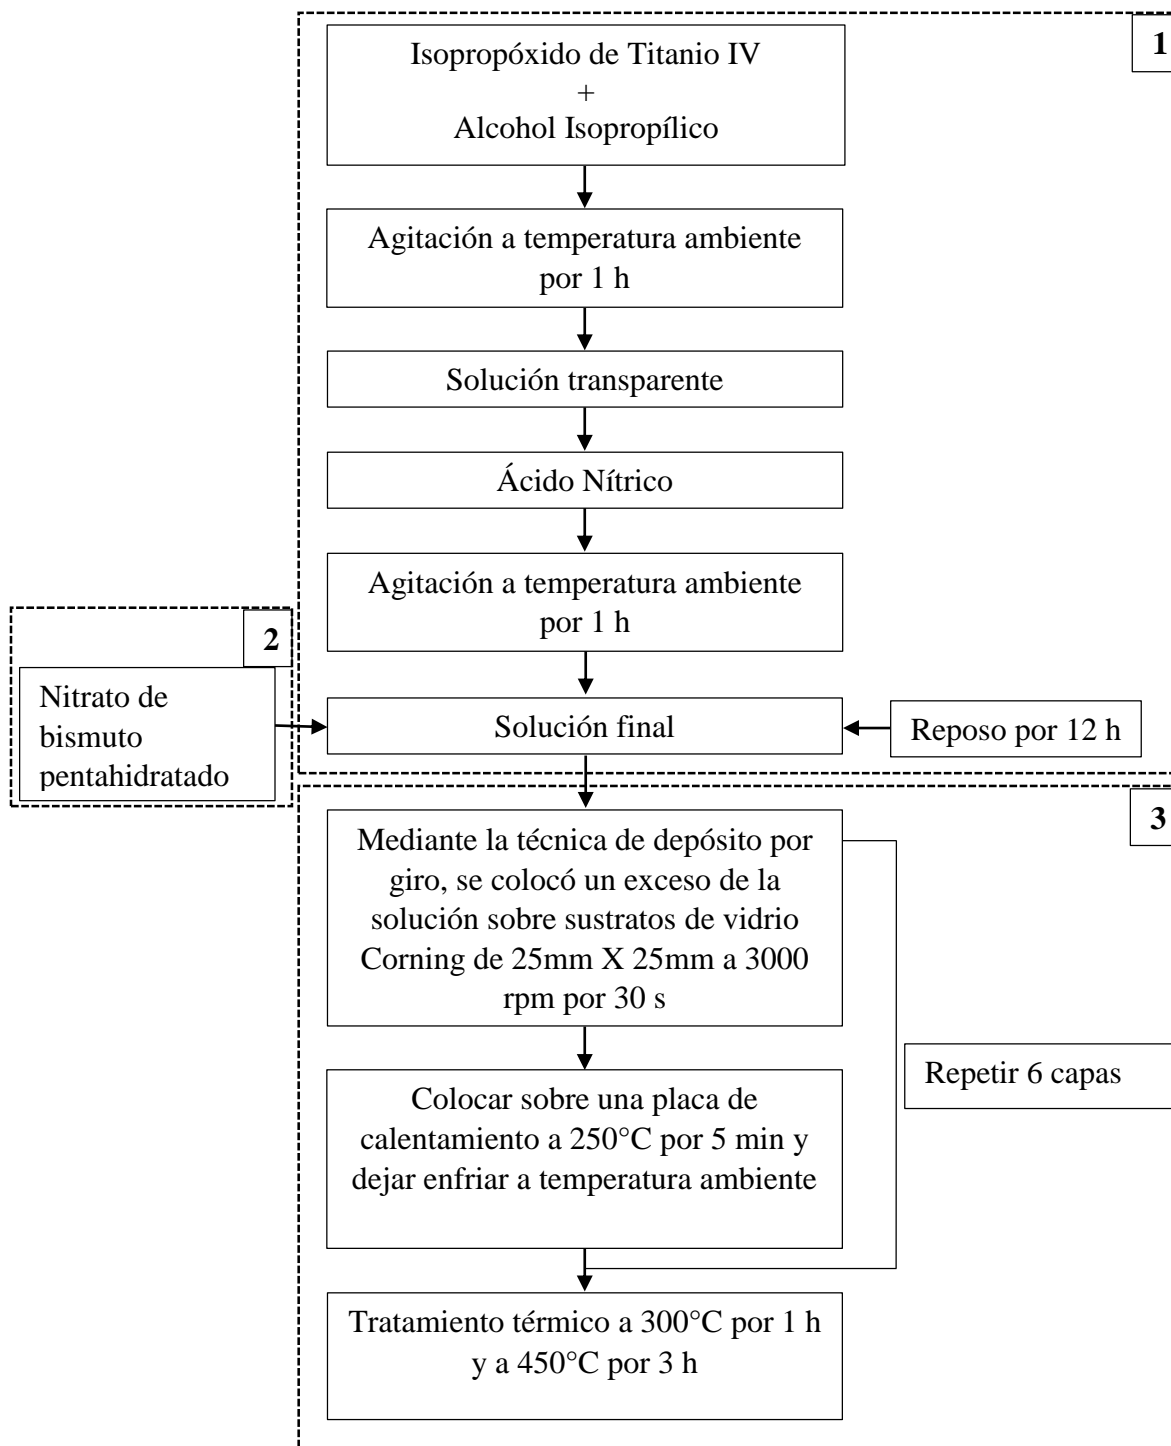 1
Isopropóxido de Titanio IV
+
Alcohol Isopropílico
Agitación a temperatura ambiente
por 1 h
Solución transparente
Ácido Nítrico
Agitación a temperatura ambiente
por 1 h
2
Nitrato de
bismuto
pentahidratado
Solución final
Reposo por 12 h
3
Mediante la técnica de depósito por
giro, se colocó un exceso de la
solución sobre sustratos de vidrio
Corning de 25mm X 25mm a 3000
rpm por 30 s
Repetir 6 capas
Colocar sobre una placa de
calentamiento a 250°C por 5 min y
dejar enfriar a temperatura ambiente
Tratamiento térmico a 300°C por 1 h
y a 450°C por 3 h